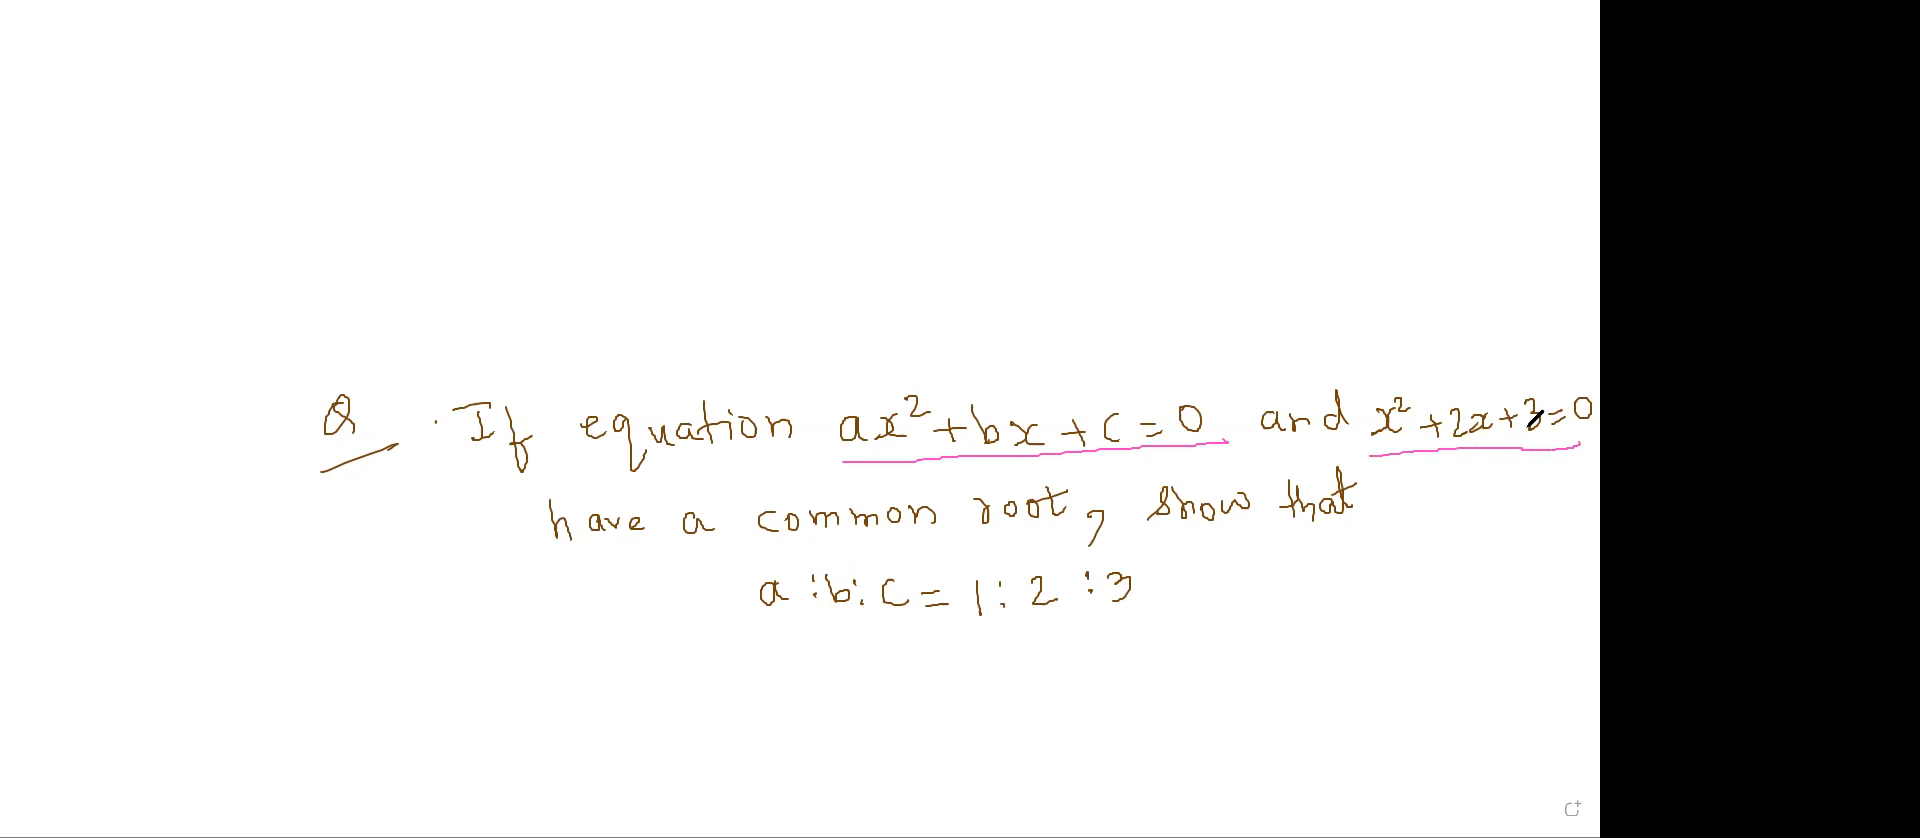 Q . If equation ax²+bx+c=0 and x²+2x+3=0
have a common root, show that
a:b:c=1:2:3